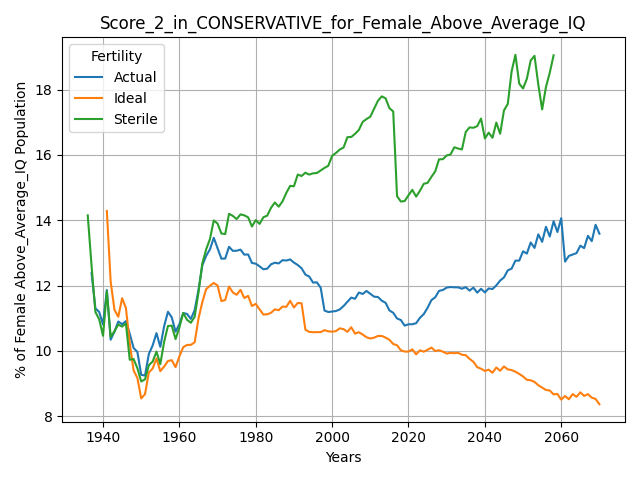 Score_2_in_CONSERVATIVE_for_Female_Above_Average_IQ
Fertility
Actual
Ideal
Sterile
% of Female Above_Average_IQ Population
18
16
14
12
10
8
1940
1960
1980
2000
2020
2040
2060
Years